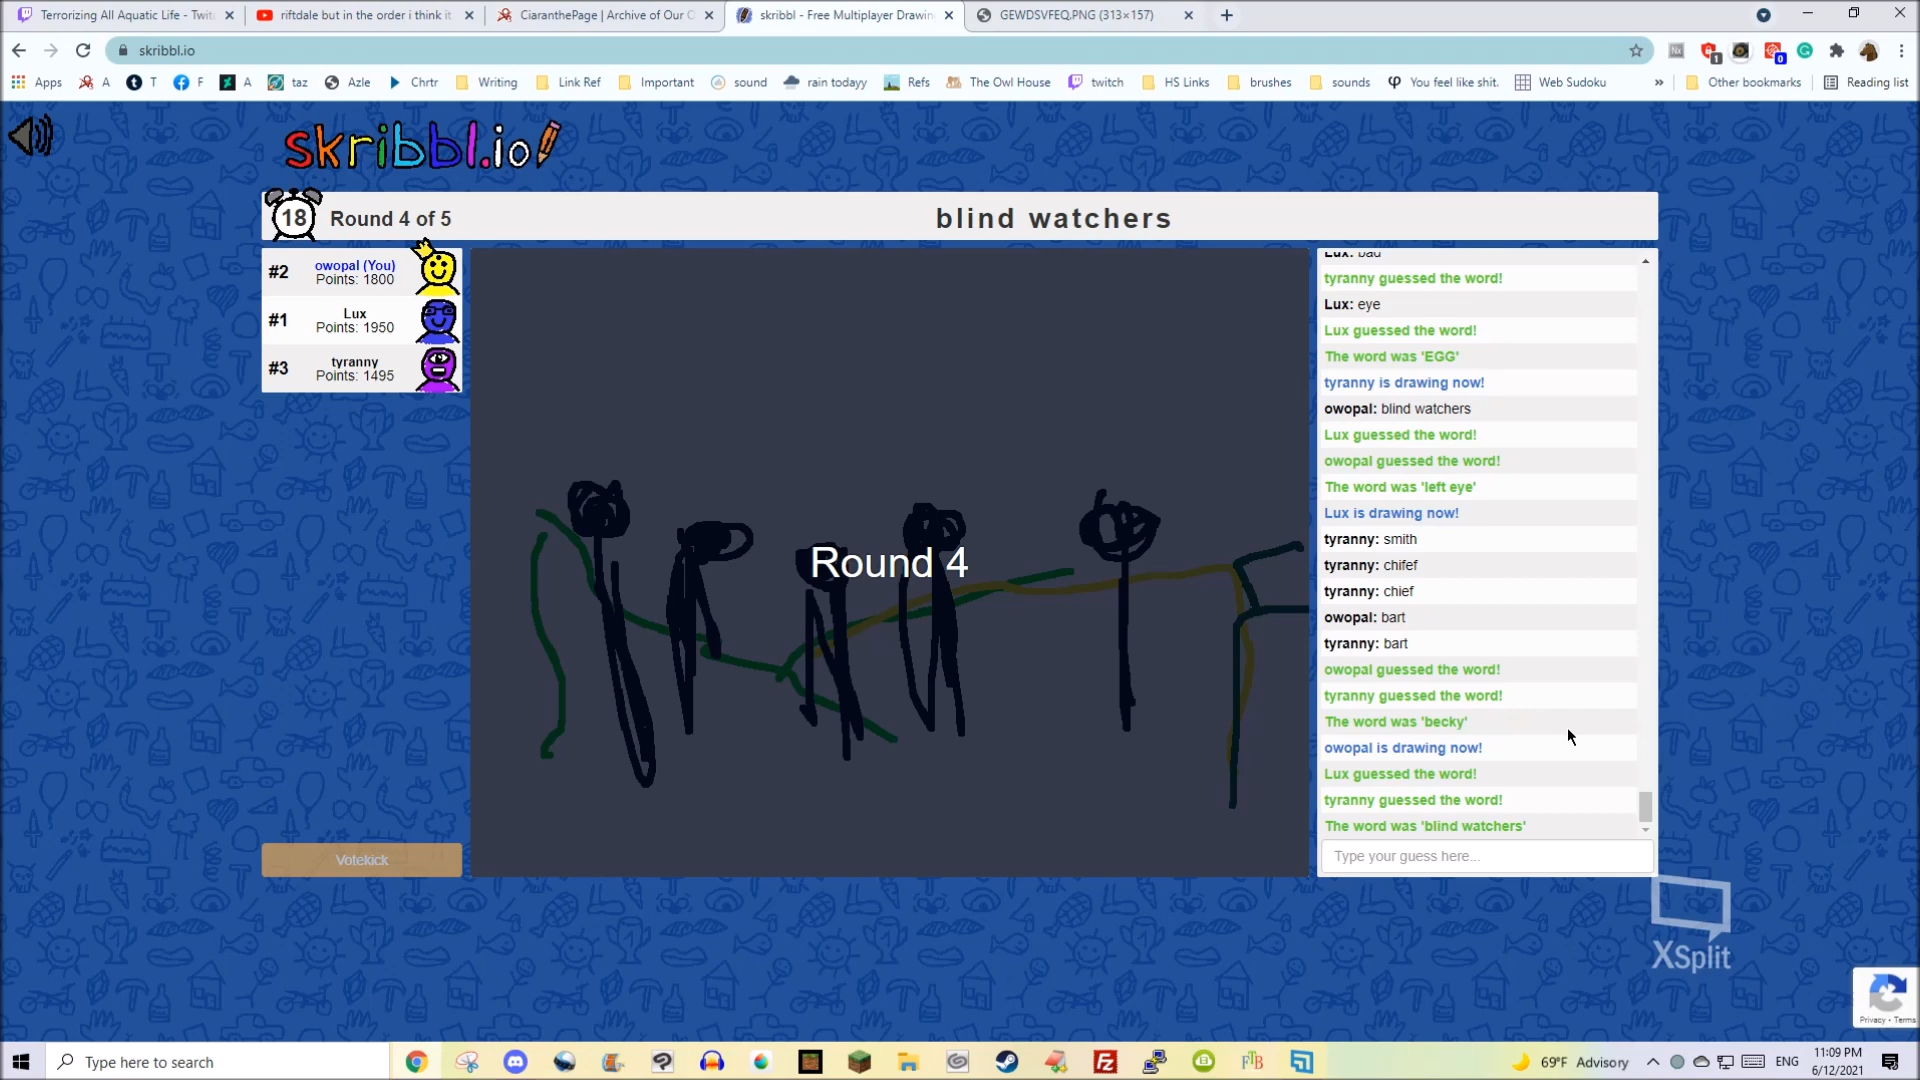 Terrorizing All Aquatic Life - Twit
riftdale but in the order i think it
CiaranthePage | Archive of Our O
skribbl - Free Multiplayer Drawin
GEWDSVFEQ.PNG (313×157)
skribbl.io
Apps
A
T
F
A
taz
Azle
Chrtr
Writing
Link Ref
Important
sound
rain todayy
Refs
The Owl House
twitch
HS Links
brushes
sounds
You feel like shit.
Web Sudoku
»
Other bookmarks
Reading list
skribbl.io
18
Round 4 of 5
blind watchers
#2
owopal (You)
Points: 1800
#1
Lux
Points: 1950
#3
tyranny
Points: 1495
Votekick
Round 4
Lux: bad
tyranny guessed the word!
Lux: eye
Lux guessed the word!
The word was 'EGG'
tyranny is drawing now!
owopal: blind watchers
Lux guessed the word!
owopal guessed the word!
The word was 'left eye'
Lux is drawing now!
tyranny: smith
tyranny: chifef
tyranny: chief
owopal: bart
tyranny: bart
owopal guessed the word!
tyranny guessed the word!
The word was 'becky'
owopal is drawing now!
Lux guessed the word!
tyranny guessed the word!
The word was 'blind watchers'
Type your guess here...
XSplit
Privacy - Terms
Type here to search
FTB
69°F Advisory
ENG
11:09 PM
6/12/2021